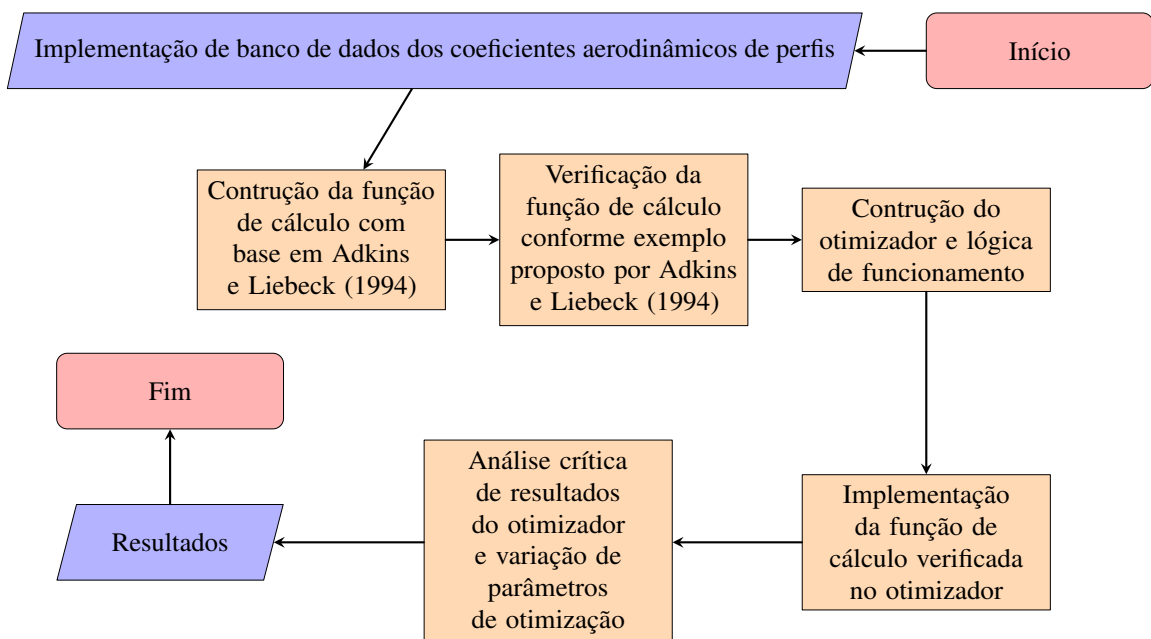 Implementação de banco de dados dos coeficientes aerodinâmicos de perfis
Início
Contrução da função
de cálculo com
base em Adkins
e Liebeck (1994)
Verificação da
função de cálculo
conforme exemplo
proposto por Adkins
e Liebeck (1994)
Contrução do
otimizador e lógica
de funcionamento
Implementação
da função de
cálculo verificada
no otimizador
Análise crítica
de resultados
do otimizador
e variação de
parâmetros
de otimização
Resultados
Fim